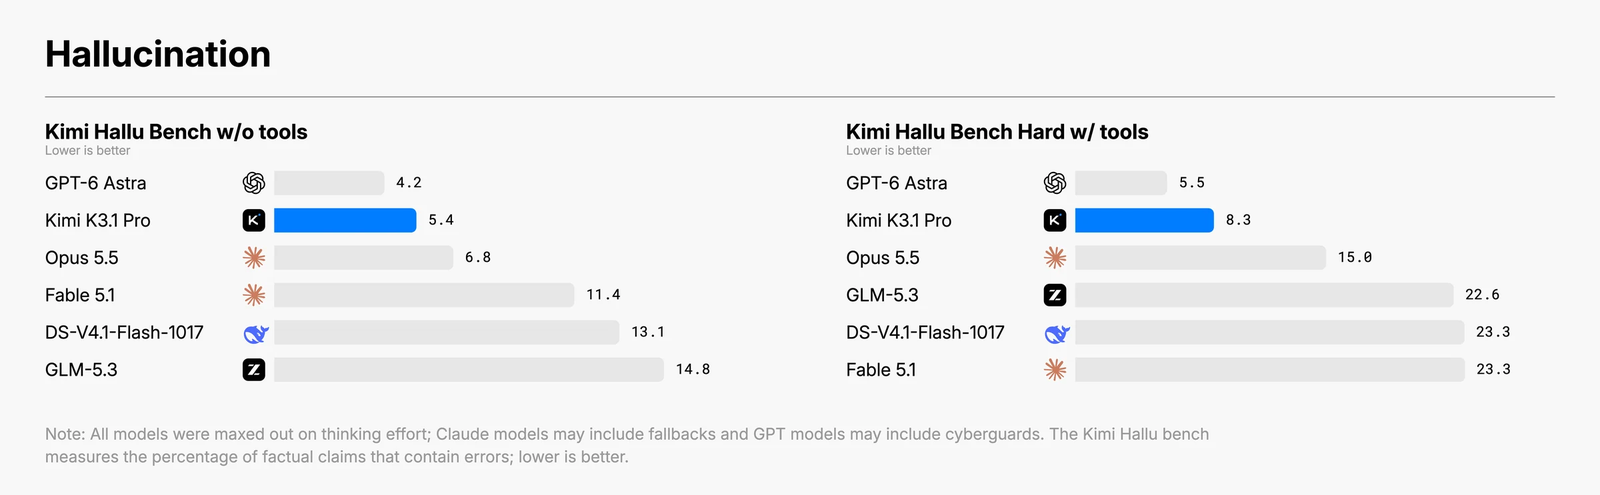 Hallucination
Kimi Hallu Bench w/o tools
Lower is better
GPT-6 Astra 4.2
Kimi K3.1 Pro 5.4
Opus 5.5 6.8
Fable 5.1 11.4
DS-V4.1-Flash-1017 13.1
GLM-5.3 14.8
Kimi Hallu Bench Hard w/ tools
Lower is better
GPT-6 Astra 5.5
Kimi K3.1 Pro 8.3
Opus 5.5 15.0
GLM-5.3 22.6
DS-V4.1-Flash-1017 23.3
Fable 5.1 23.3
Note: All models were maxed out on thinking effort; Claude models may include fallbacks and GPT models may include cyberguards. The Kimi Hallu bench
measures the percentage of factual claims that contain errors; lower is better.